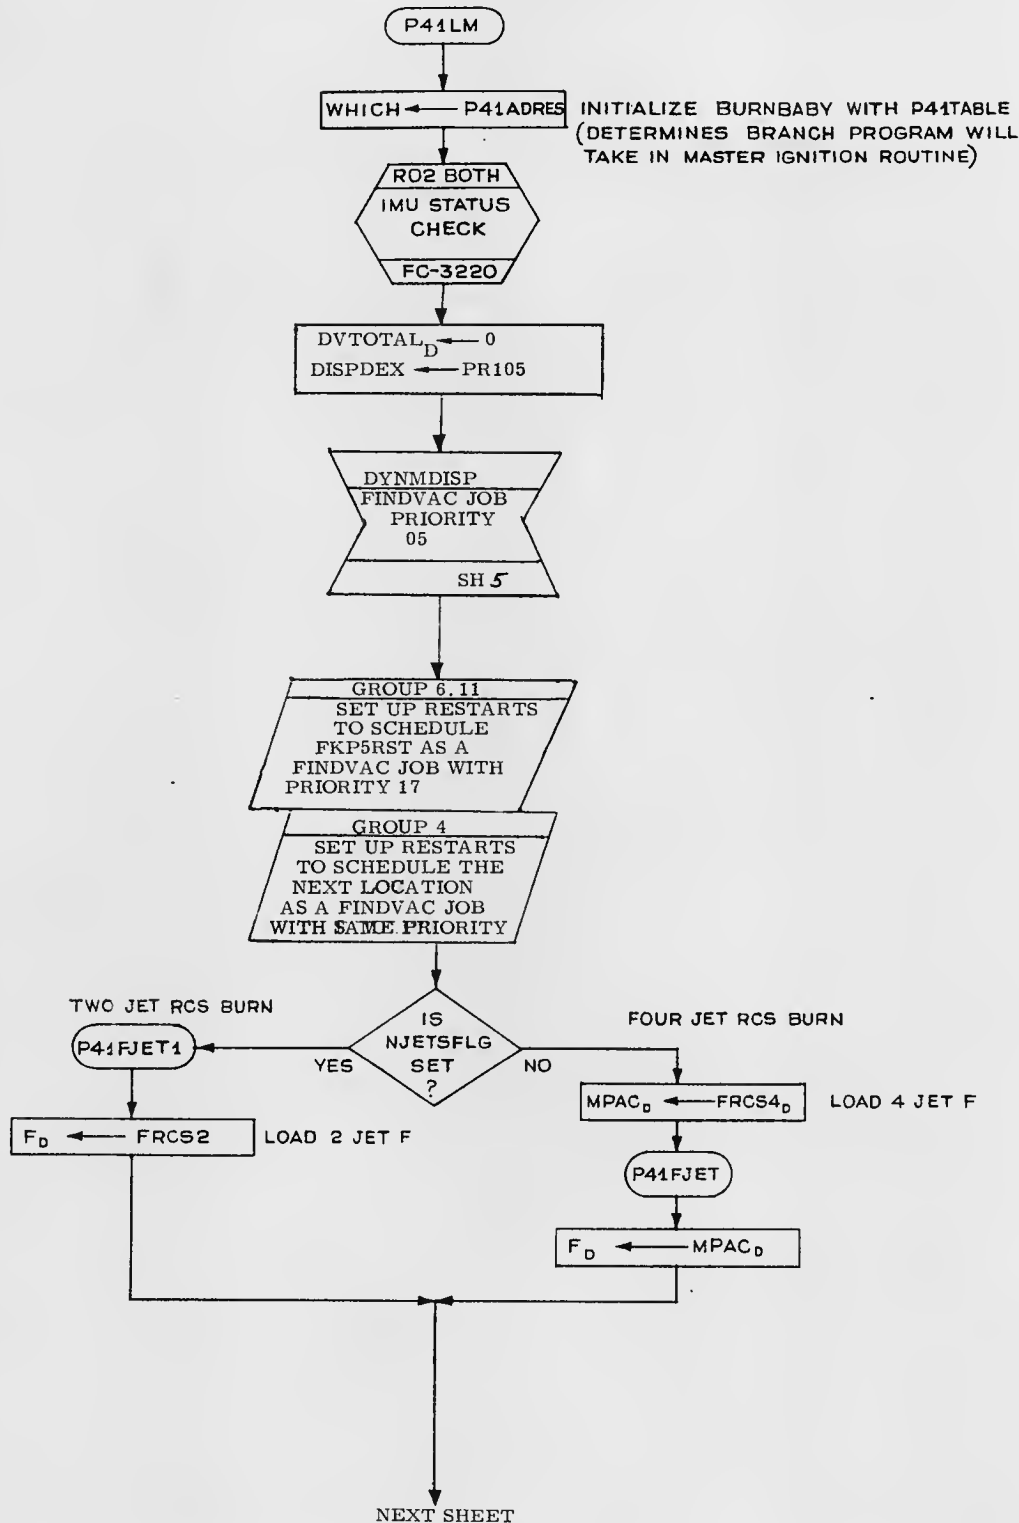 P41LM
WHICH ← P41ADRES
INITIALIZE BURNBABY WITH P41TABLE
(DETERMINES BRANCH PROGRAM WILL
TAKE IN MASTER IGNITION ROUTINE)
R02 BOTH
IMU STATUS
CHECK
FC-3220
DVTOTAL_D ← 0
DISPDEX ← PR105
DYNMDISP
FINDVAC JOB
PRIORITY
05
SH 5
GROUP 6.11
SET UP RESTARTS
TO SCHEDULE
FKP5RST AS A
FINDVAC JOB WITH
PRIORITY 17
GROUP 4
SET UP RESTARTS
TO SCHEDULE THE
NEXT LOCATION
AS A FINDVAC JOB
WITH SAME PRIORITY
IS
NJETSFLG
SET
?
YES
NO
TWO JET RCS BURN
P41FJET1
F_D ← FRCS2
LOAD 2 JET F
FOUR JET RCS BURN
MPAC_D ← FRCS4_D
LOAD 4 JET F
P41FJET
F_D ← MPAC_D
NEXT SHEET